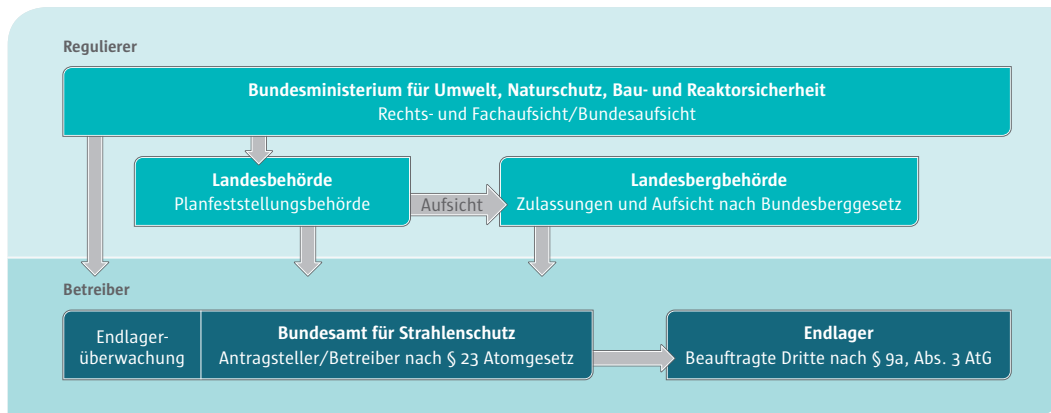 Regulierer
Bundesministerium für Umwelt, Naturschutz, Bau- und Reaktorsicherheit
Rechts- und Fachaufsicht/Bundesaufsicht
Landesbehörde
Planfeststellungsbehörde
Aufsicht
Landesbergbehörde
Zulassungen und Aufsicht nach Bundesberggesetz
Betreiber
Endlager-
überwachung
Bundesamt für Strahlenschutz
Antragsteller/Betreiber nach § 23 Atomgesetz
Endlager
Beauftragte Dritte nach § 9a, Abs. 3 AtG